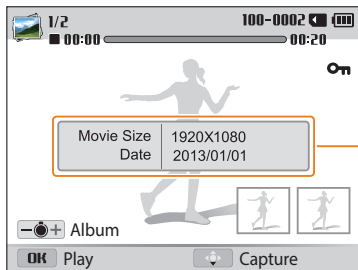 1/2 100-0002
00:00 00:20
Movie Size 1920X1080
Date 2013/01/01
Album
OK Play Capture